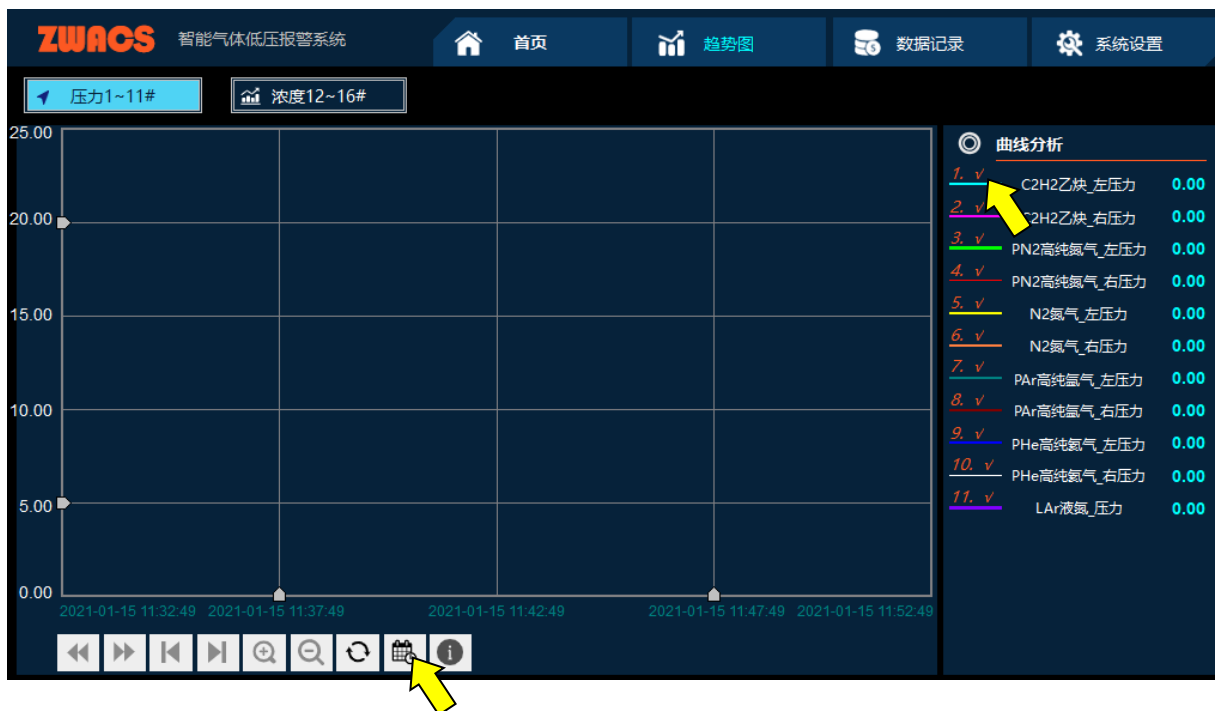 ZWACS 智能气体低压报警系统 首页 趋势图 数据记录 系统设置
压力1~11# 浓度12~16#
25.00
20.00
15.00
10.00
5.00
0.00
2021-01-15 11:32:49 2021-01-15 11:37:49 2021-01-15 11:42:49 2021-01-15 11:47:49 2021-01-15 11:52:49
曲线分析
1. √ C2H2乙炔_左压力 0.00
2. √ C2H2乙炔_右压力 0.00
3. √ PN2高纯氮气_左压力 0.00
4. √ PN2高纯氮气_右压力 0.00
5. √ N2氮气_左压力 0.00
6. √ N2氮气_右压力 0.00
7. √ PAr高纯氩气_左压力 0.00
8. √ PAr高纯氩气_右压力 0.00
9. √ PHe高纯氦气_左压力 0.00
10. √ PHe高纯氦气_右压力 0.00
11. √ LAr液氩_压力 0.00